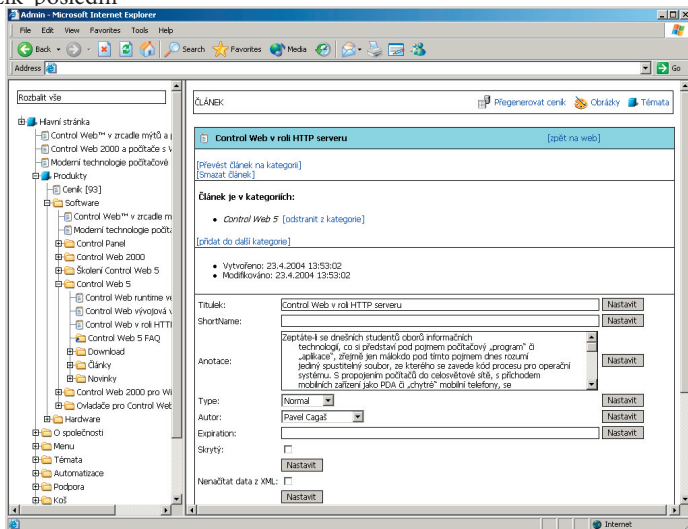 Admin - Microsoft Internet Explorer
File Edit View Favorites Tools Help
Back Search Favorites Media
Address Go
Rozbalit vše
Hlavní stránka
Control Web™ v zrcadle mýtů a
Control Web 2000 a počítače s
Moderní technologie počítačové
Produkty
Ceník [93]
Software
Control Web™ v zrcadle m
Moderní technologie počíta
Control Panel
Control Web 2000
Školení Control Web 5
Control Web 5
Control Web runtime ve
Control Web vývojová v
Control Web v roli HTTI
Control Web 5 FAQ
Download
Články
Novinky
Control Web 2000 pro Wi
Ovladače pro Control Web
Hardware
O společnosti
Menu
Témata
Automatizace
Podpora
Koš
ČLÁNEK Přegenerovat ceník Obrázky Témata
Control Web v roli HTTP serveru [zpět na web]
[Převést článek na kategorii]
[Smazat článek]
Článek je v kategoriích:
• Control Web 5 [odstranit z kategorie]
[přidat do další kategorie]
• Vytvořeno: 23.4.2004 13:53:02
• Modifikováno: 23.4.2004 13:53:02
Titulek: Control Web v roli HTTP serveru Nastavit
ShortName: Nastavit
Anotace: Zeptáte-li se dnešních studentů oborů informačních
technologií, co si představí pod pojmem počítačový „program“ či
„aplikace“, zřejmě jen málokdo pod tímto pojmem dnes rozumí
jediný spustitelný soubor, ze kterého se zavede kód procesu pro operační
systému. S propojením počítačů do celosvětové sítě, s příchodem
mobilních zařízení jako PDA či „chytré“ mobilní telefony, se
Nastavit
Type: Normal Nastavit
Autor: Pavel Cagaš Nastavit
Expiration: Nastavit
Skrytý:
Nastavit
Nenačítat data z XML:
Nastavit
Internet